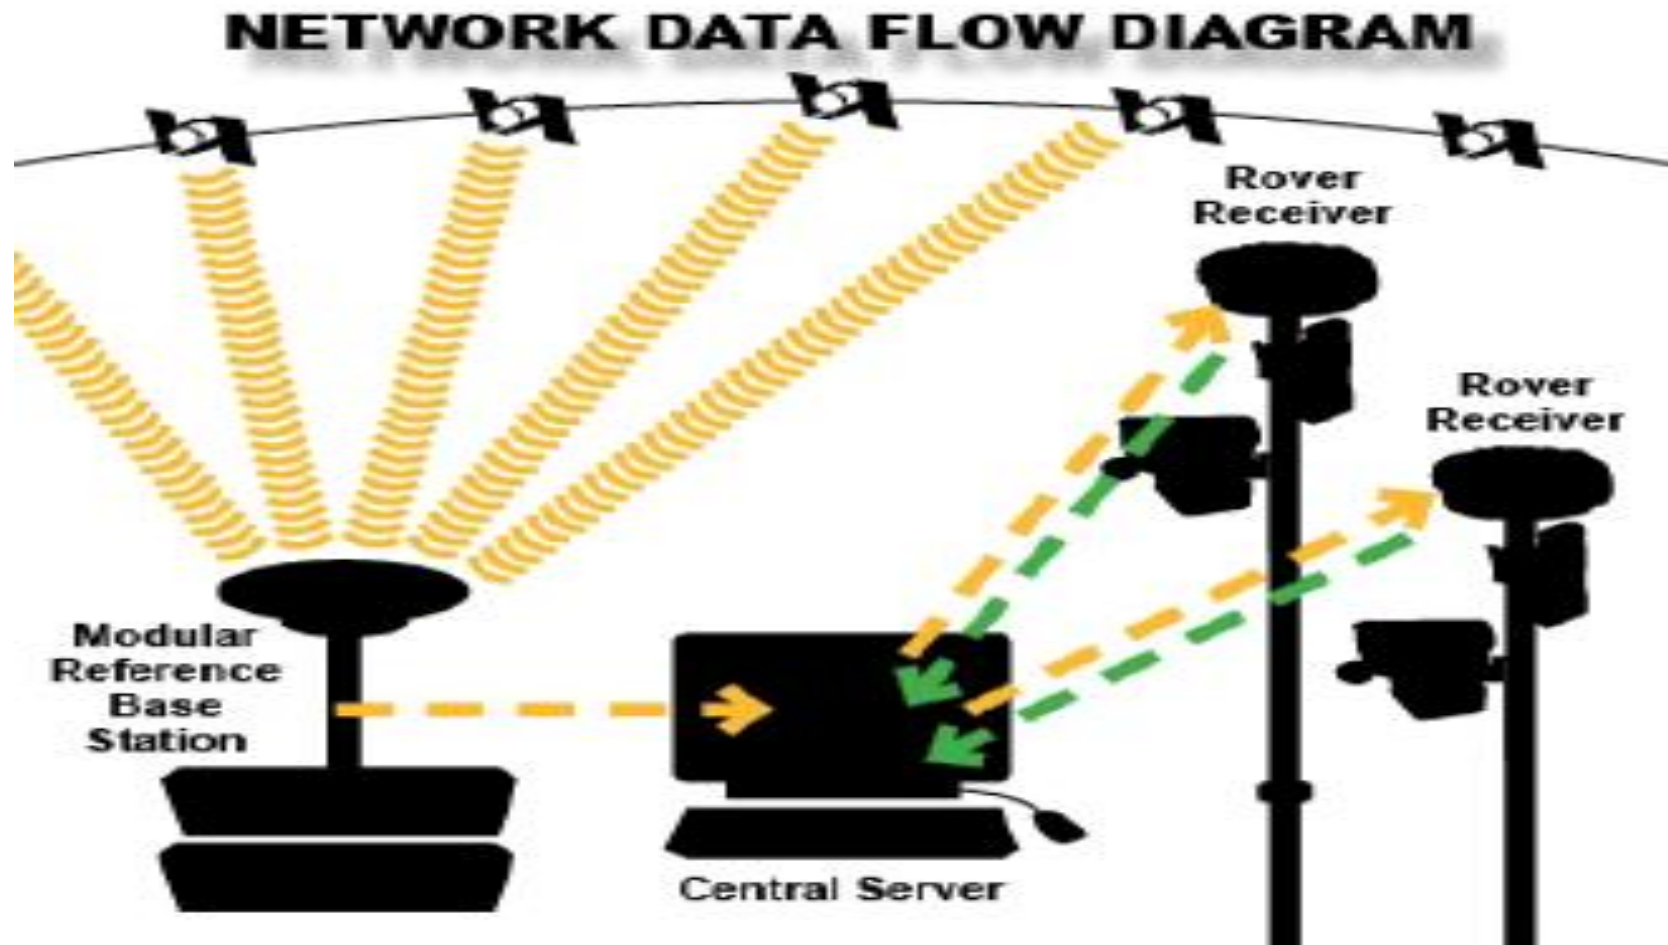 NETWORK DATA FLOW DIAGRAM
Rover
Receiver
Rover
Receiver
Modular
Reference
Base
Station
Central Server